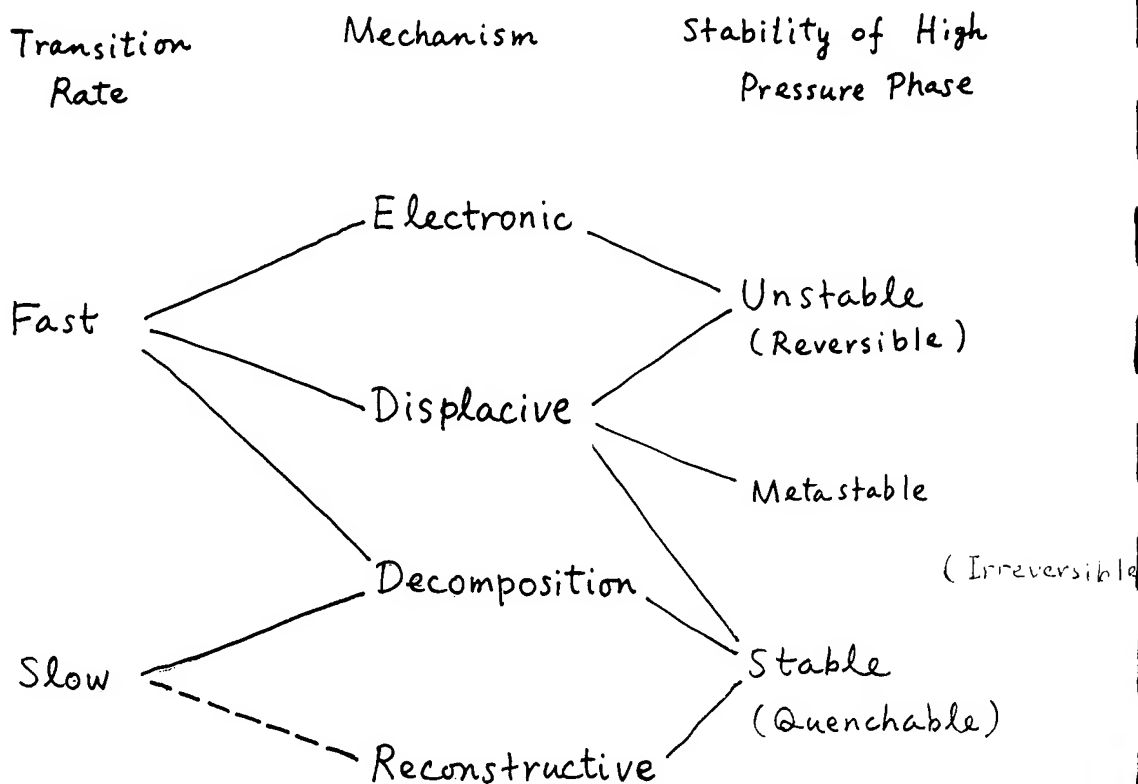 Transition
Rate
Mechanism
Stability of High
Pressure Phase
Electronic
Fast
Unstable
(Reversible)
Displacive
Metastable
(Irreversible
Decomposition
Slow
Stable
(Quenchable)
Reconstructive